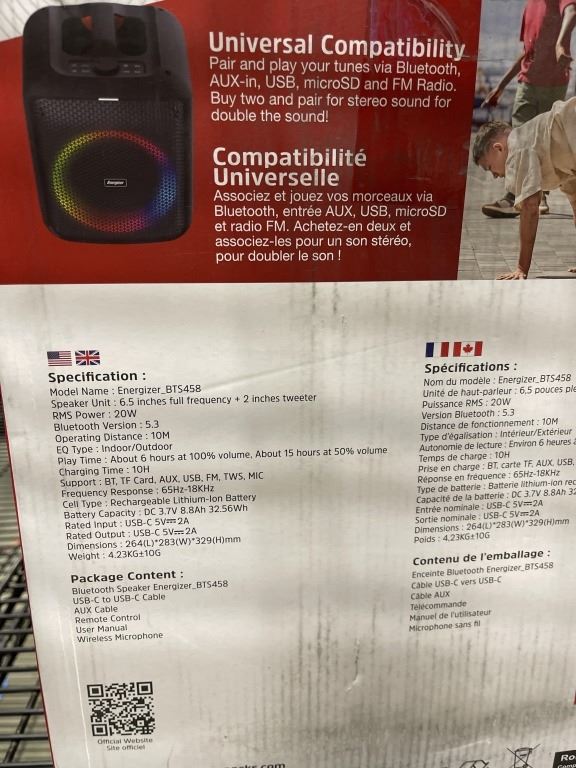 Universal Compatibility
Pair and play your tunes via Bluetooth,
AUX-in, USB, microSD and FM Radio.
Buy two and pair for stereo sound for
double the sound!
Compatibilité
Universelle
Associez et jouez vos morceaux via
Bluetooth, entrée AUX, USB, microSD
et radio FM. Achetez-en deux et
associez-les pour un son stéréo,
pour doubler le son !
Energizer
Specification :
Model Name : Energizer_BTS458
Speaker Unit : 6.5 inches full frequency + 2 inches tweeter
RMS Power : 20W
Bluetooth Version : 5.3
Operating Distance : 10M
EQ Type : Indoor/Outdoor
Play Time : About 6 hours at 100% volume, About 15 hours at 50% volume
Charging Time : 10H
Support : BT, TF Card, AUX, USB, FM, TWS, MIC
Frequency Response : 65Hz-18KHz
Cell Type : Rechargeable Lithium-Ion Battery
Battery Capacity : DC 3.7V 8.8Ah 32.56Wh
Rated Input : USB-C 5V⎓2A
Rated Output : USB-C 5V⎓2A
Dimensions : 264(L)*283(W)*329(H)mm
Weight : 4.23KG±10G
Package Content :
Bluetooth Speaker Energizer_BTS458
USB-C to USB-C Cable
AUX Cable
Remote Control
User Manual
Wireless Microphone
Official Website
Site officiel
Spécifications :
Nom du modèle : Energizer_BTS458
Unité de haut-parleur : 6,5 pouces
Puissance RMS : 20W
Version Bluetooth : 5.3
Distance de fonctionnement : 10M
Type d'égalisation : Intérieur/Extérieur
Autonomie de lecture : Environ 6 heures
Temps de charge : 10H
Prise en charge : BT, carte TF, AUX, USB,
Réponse en fréquence : 65Hz-18KHz
Type de batterie : Batterie lithium-ion
Capacité de la batterie : DC 3.7V 8.8Ah
Entrée nominale : USB-C 5V⎓2A
Sortie nominale : USB-C 5V⎓2A
Dimensions : 264(L)*283(W)*329(H)mm
Poids : 4.23KG±10G
Contenu de l'emballage :
Enceinte Bluetooth Energizer_BTS458
Câble USB-C vers USB-C
Câble AUX
Télécommande
Manuel de l'utilisateur
Microphone sans fil